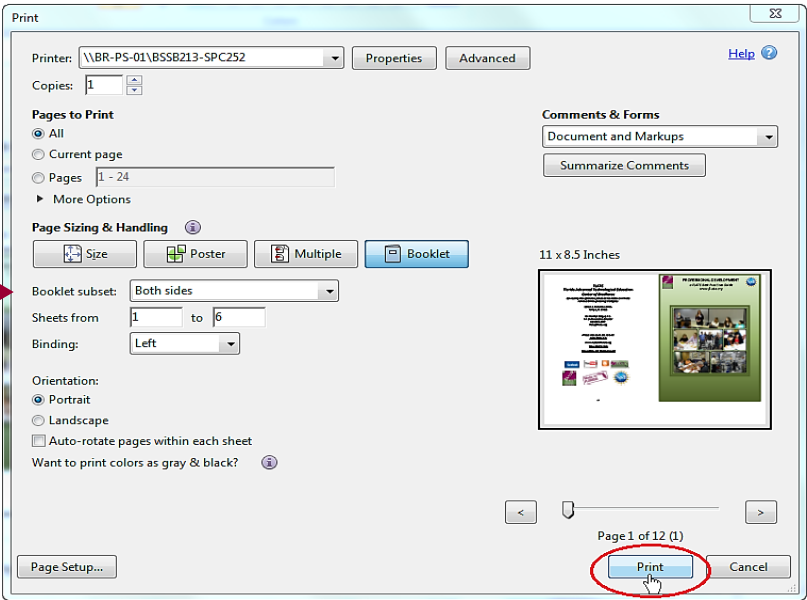 Print
Printer: \\BR-PS-01\BSSB213-SPC252 Properties Advanced Help
Copies: 1
Pages to Print
All
Current page
Pages 1 - 24
More Options
Comments & Forms
Document and Markups
Summarize Comments
Page Sizing & Handling
Size Poster Multiple Booklet
Booklet subset: Both sides
Sheets from 1 to 6
Binding: Left
Orientation:
Portrait
Landscape
Auto-rotate pages within each sheet
Want to print colors as gray & black?
11 x 8.5 Inches
PROFESSIONAL DEVELOPMENT
< >
Page 1 of 12 (1)
Page Setup... Print Cancel